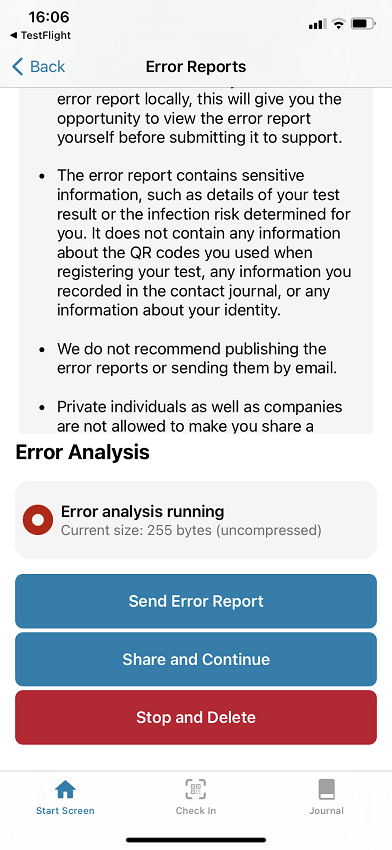 16:06
◀ TestFlight
Back
Error Reports
error report locally, this will give you the
opportunity to view the error report
yourself before submitting it to support.
• The error report contains sensitive
information, such as details of your test
result or the infection risk determined for
you. It does not contain any information
about the QR codes you used when
registering your test, any information you
recorded in the contact journal, or any
information about your identity.
• We do not recommend publishing the
error reports or sending them by email.
• Private individuals as well as companies
are not allowed to make you share a
Error Analysis
Error analysis running
Current size: 255 bytes (uncompressed)
Send Error Report
Share and Continue
Stop and Delete
Start Screen
Check In
Journal